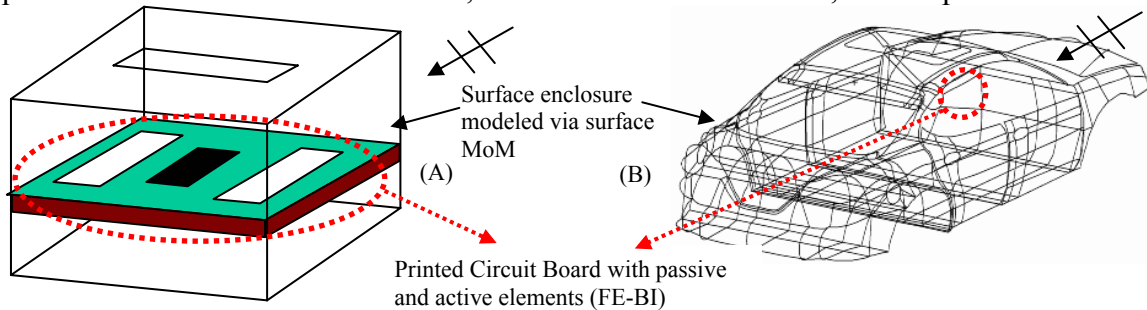 Surface enclosure
modeled via surface
MoM
(A)
(B)
Printed Circuit Board with passive
and active elements (FE-BI)